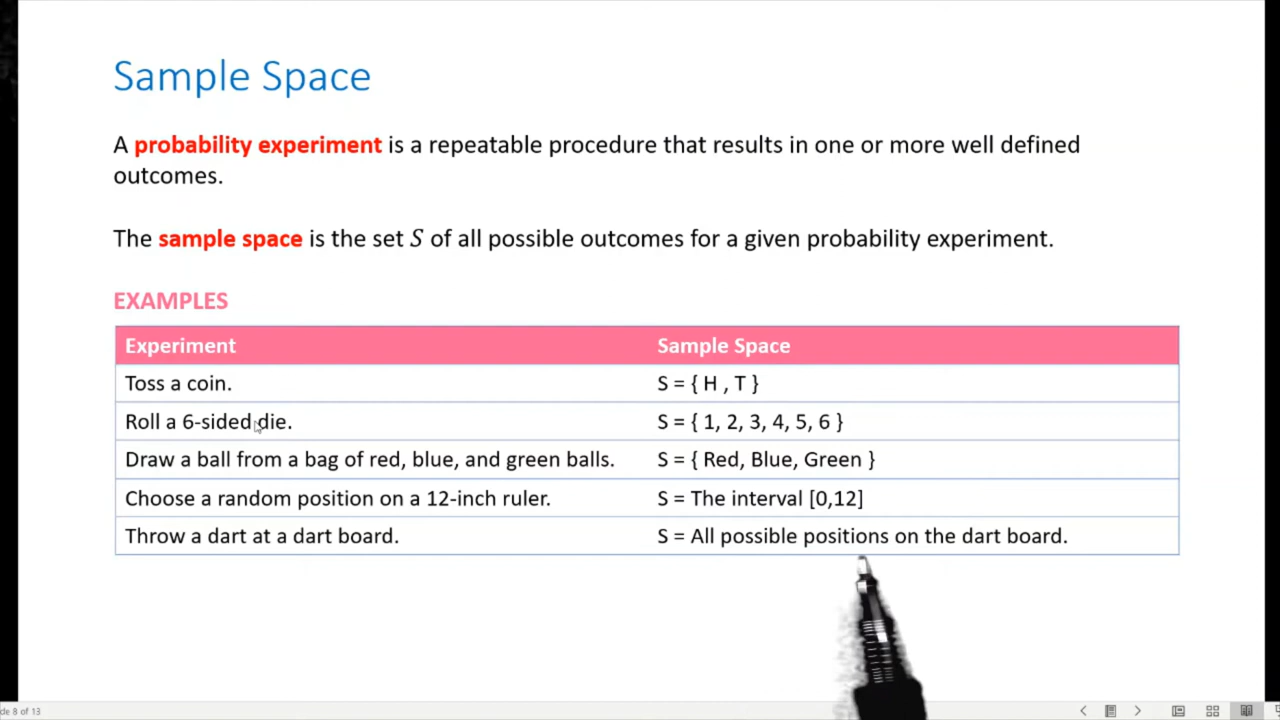 Sample Space
A probability experiment is a repeatable procedure that results in one or more well defined
outcomes.
The sample space is the set S of all possible outcomes for a given probability experiment.
EXAMPLES
Experiment Sample Space
Toss a coin. S = { H , T }
Roll a 6-sided die. S = { 1, 2, 3, 4, 5, 6 }
Draw a ball from a bag of red, blue, and green balls. S = { Red, Blue, Green }
Choose a random position on a 12-inch ruler. S = The interval [0,12]
Throw a dart at a dart board. S = All possible positions on the dart board.
de 8 of 13